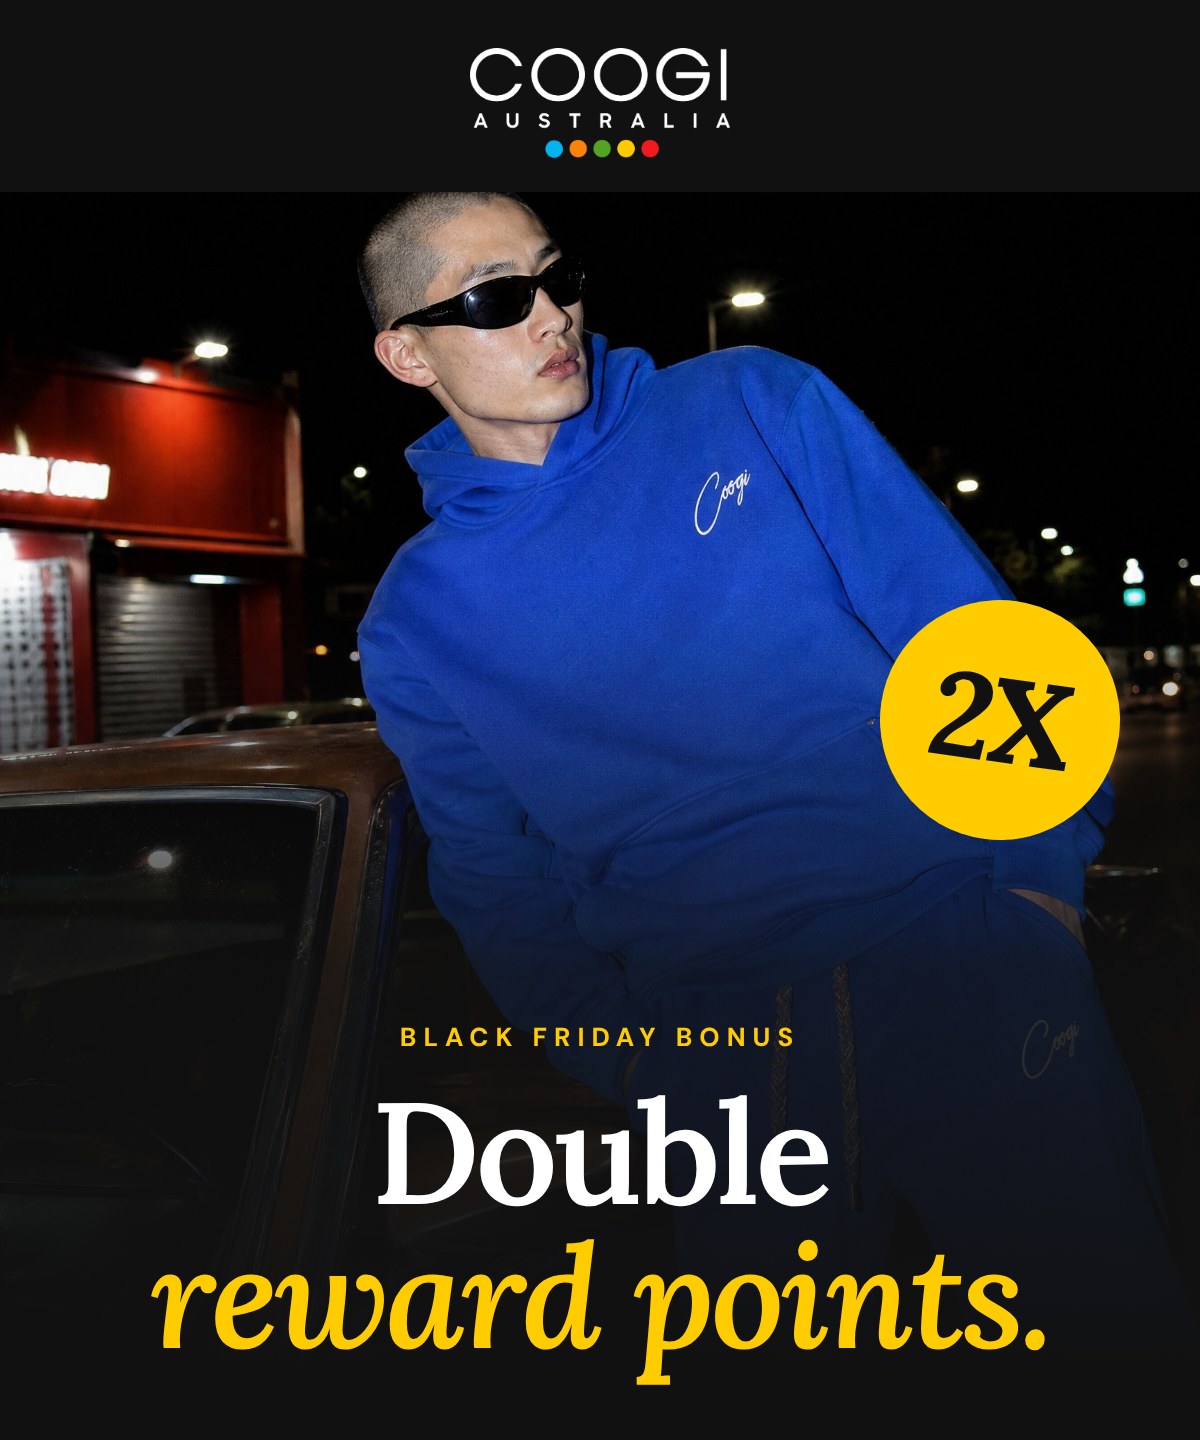 COOGI
AUSTRALIA
Coogi
2X
Coogi
BLACK FRIDAY BONUS
Double
reward points.